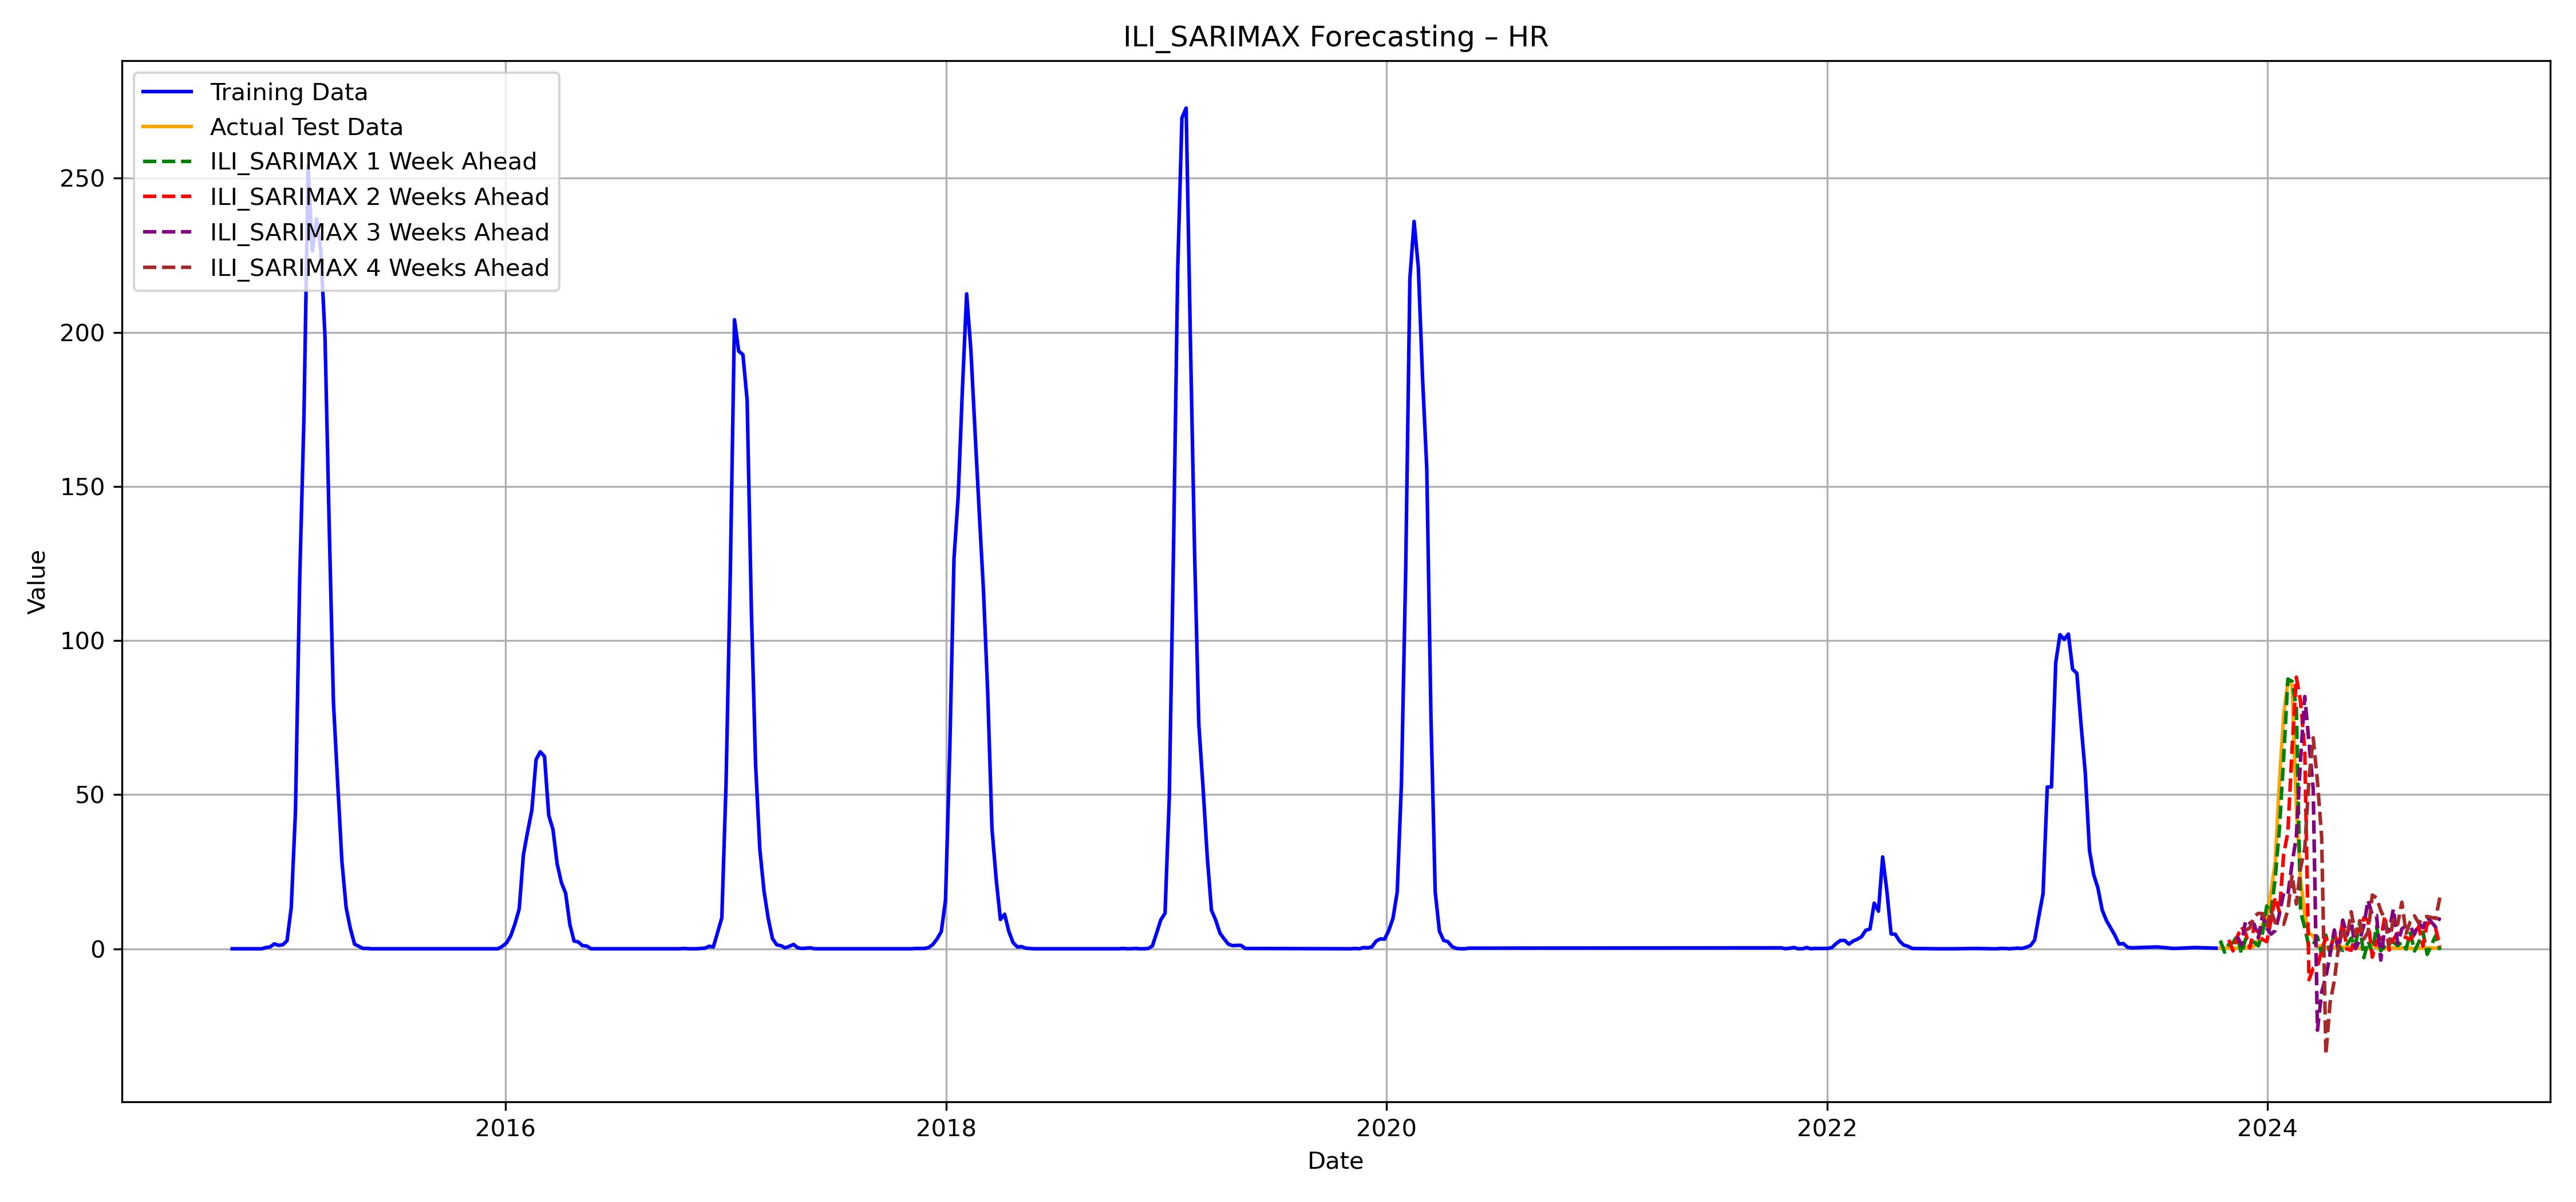 ILI_SARIMAX Forecasting – HR
Training Data
Actual Test Data
ILI_SARIMAX 1 Week Ahead
ILI_SARIMAX 2 Weeks Ahead
ILI_SARIMAX 3 Weeks Ahead
ILI_SARIMAX 4 Weeks Ahead
250
200
150
100
50
0
Value
2016 2018 2020 2022 2024
Date